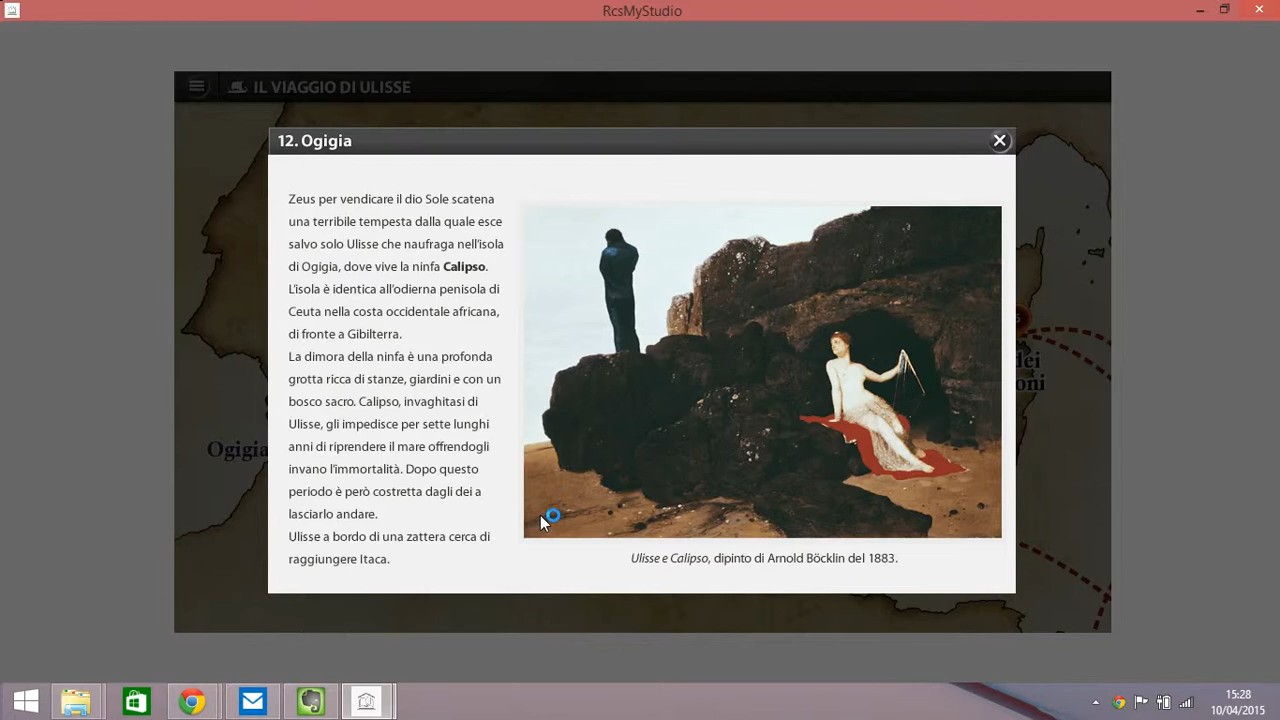 RcsMyStudio
IL VIAGGIO DI ULISSE
12. Ogigia
Zeus per vendicare il dio Sole scatena
una terribile tempesta dalla quale esce
salvo solo Ulisse che naufraga nell'isola
di Ogigia, dove vive la ninfa Calipso.
L'isola è identica all'odierna penisola di
Ceuta nella costa occidentale africana,
di fronte a Gibilterra.
La dimora della ninfa è una profonda
grotta ricca di stanze, giardini e con un
bosco sacro. Calipso, invaghitasi di
Ulisse, gli impedisce per sette lunghi
anni di riprendere il mare offrendogli
invano l'immortalità. Dopo questo
periodo è però costretta dagli dei a
lasciarlo andare.
Ulisse a bordo di una zattera cerca di
raggiungere Itaca.
Ulisse e Calipso, dipinto di Arnold Böcklin del 1883.
Ogigia
dei
oni
15:28
10/04/2015